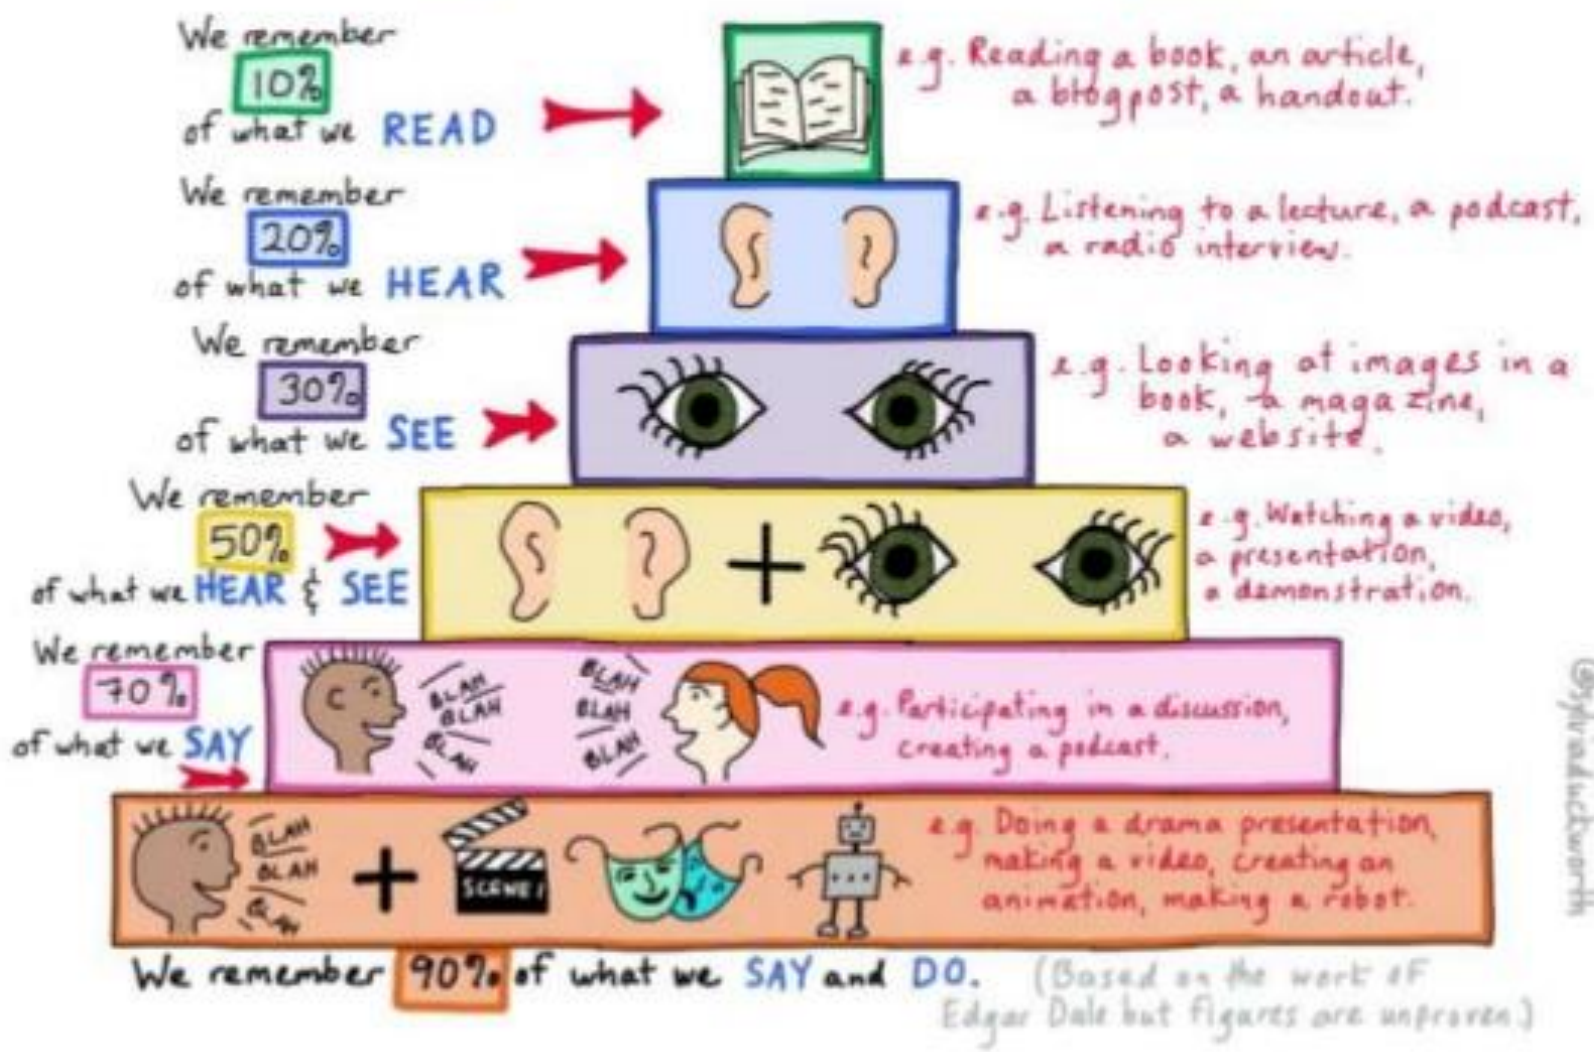 We remember
10%
of what we READ
e.g. Reading a book, an article,
a blogpost, a handout.
We remember
20%
of what we HEAR
e.g. Listening to a lecture, a podcast,
a radio interview.
We remember
30%
of what we SEE
e.g. Looking at images in a
book, a magazine,
a website.
We remember
50%
of what we HEAR & SEE
e.g. Watching a video,
a presentation,
a demonstration.
We remember
70%
of what we SAY
BLAH
BLAH
BLAH
BLAH
BLAH
BLAH
e.g. Participating in a discussion,
creating a podcast.
BLAH
BLAH
BLAH
SCENE 1
e.g. Doing a drama presentation,
making a video, creating an
animation, making a robot.
We remember 90% of what we SAY and DO.
(Based on the work of
Edgar Dale but figures are unproven.)
@sylviaduckworth